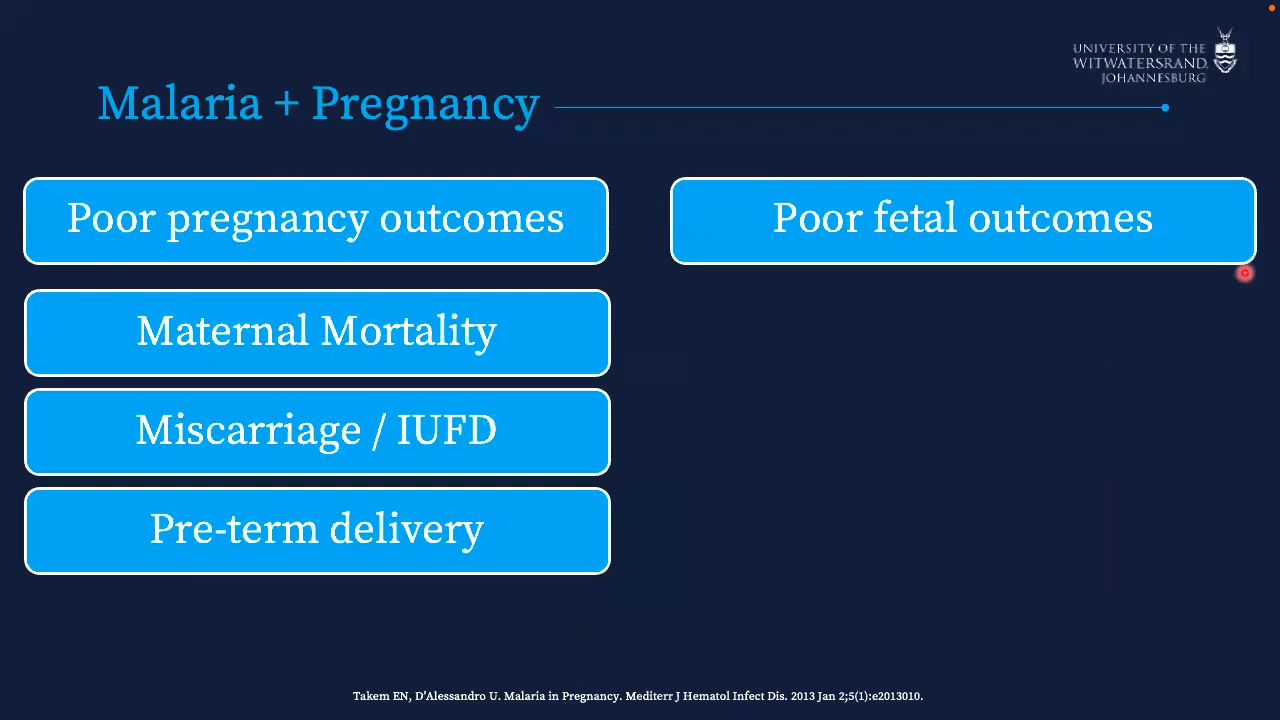 UNIVERSITY OF THE
WITWATERSRAND,
JOHANNESBURG
Malaria + Pregnancy
Poor pregnancy outcomes
Poor fetal outcomes
Maternal Mortality
Miscarriage / IUFD
Pre-term delivery
Takem EN, D'Alessandro U. Malaria in Pregnancy. Mediterr J Hematol Infect Dis. 2013 Jan 2;5(1):e2013010.